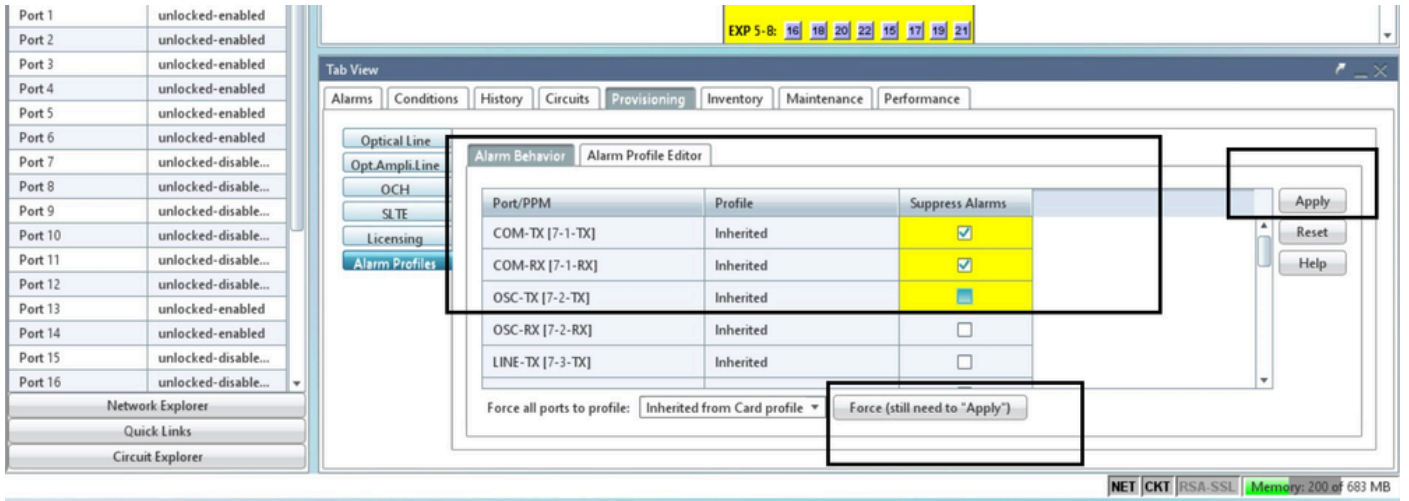 Port 1 unlocked-enabled
Port 2 unlocked-enabled
Port 3 unlocked-enabled
Port 4 unlocked-enabled
Port 5 unlocked-enabled
Port 6 unlocked-enabled
Port 7 unlocked-disable...
Port 8 unlocked-disable...
Port 9 unlocked-disable...
Port 10 unlocked-disable...
Port 11 unlocked-disable...
Port 12 unlocked-disable...
Port 13 unlocked-enabled
Port 14 unlocked-enabled
Port 15 unlocked-disable...
Port 16 unlocked-disable...
Network Explorer
Quick Links
Circuit Explorer
EXP 5-8: 16 18 20 22 15 17 19 21
Tab View
Alarms Conditions History Circuits Provisioning Inventory Maintenance Performance
Optical Line
Opt.Ampli.Line
OCH
SLTE
Licensing
Alarm Profiles
Alarm Behavior Alarm Profile Editor
Port/PPM Profile Suppress Alarms
COM-TX [7-1-TX] Inherited
COM-RX [7-1-RX] Inherited
OSC-TX [7-2-TX] Inherited
OSC-RX [7-2-RX] Inherited
LINE-TX [7-3-TX] Inherited
Apply
Reset
Help
Force all ports to profile: Inherited from Card profile Force (still need to "Apply")
NET CKT RSA-SSL Memory: 200 of 683 MB